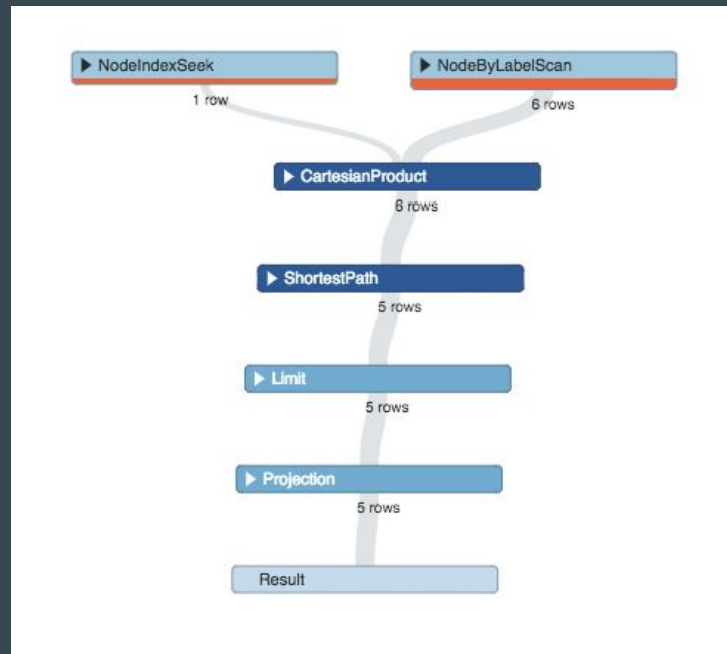 NodeIndexSeek
NodeByLabelScan
1 row
6 rows
CartesianProduct
6 rows
ShortestPath
5 rows
Limit
5 rows
Projection
5 rows
Result